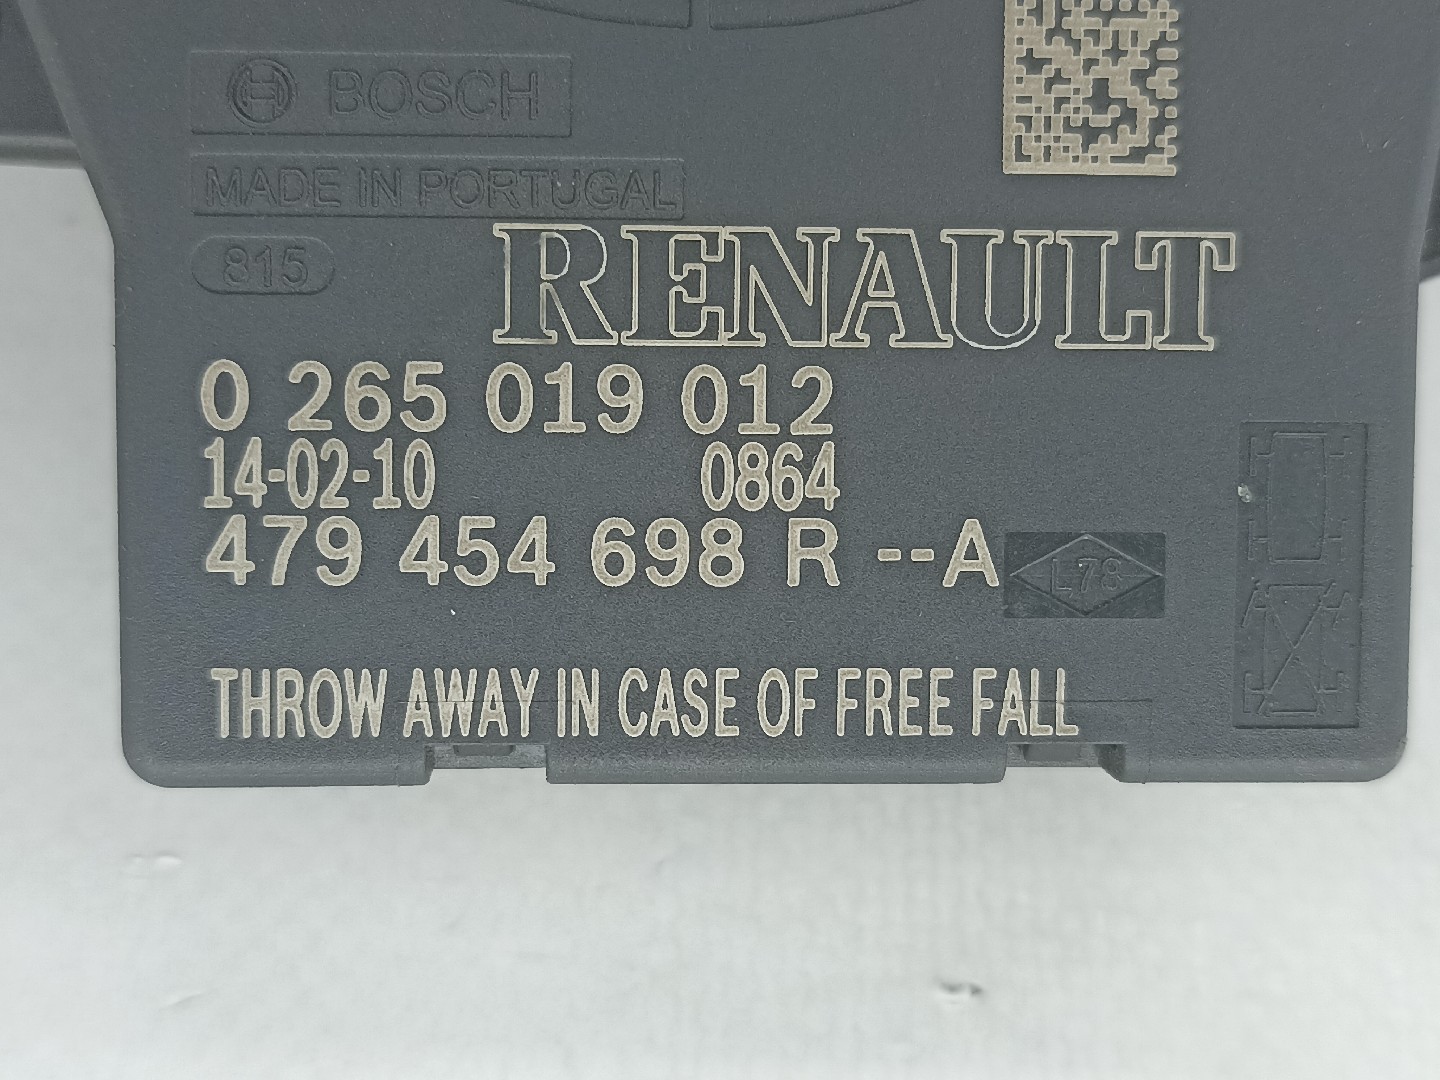 BOSCH
MADE IN PORTUGAL
815
RENAULT
0 265 019 012
14-02-10 0864
479 454 698 R --A
L78
THROW AWAY IN CASE OF FREE FALL